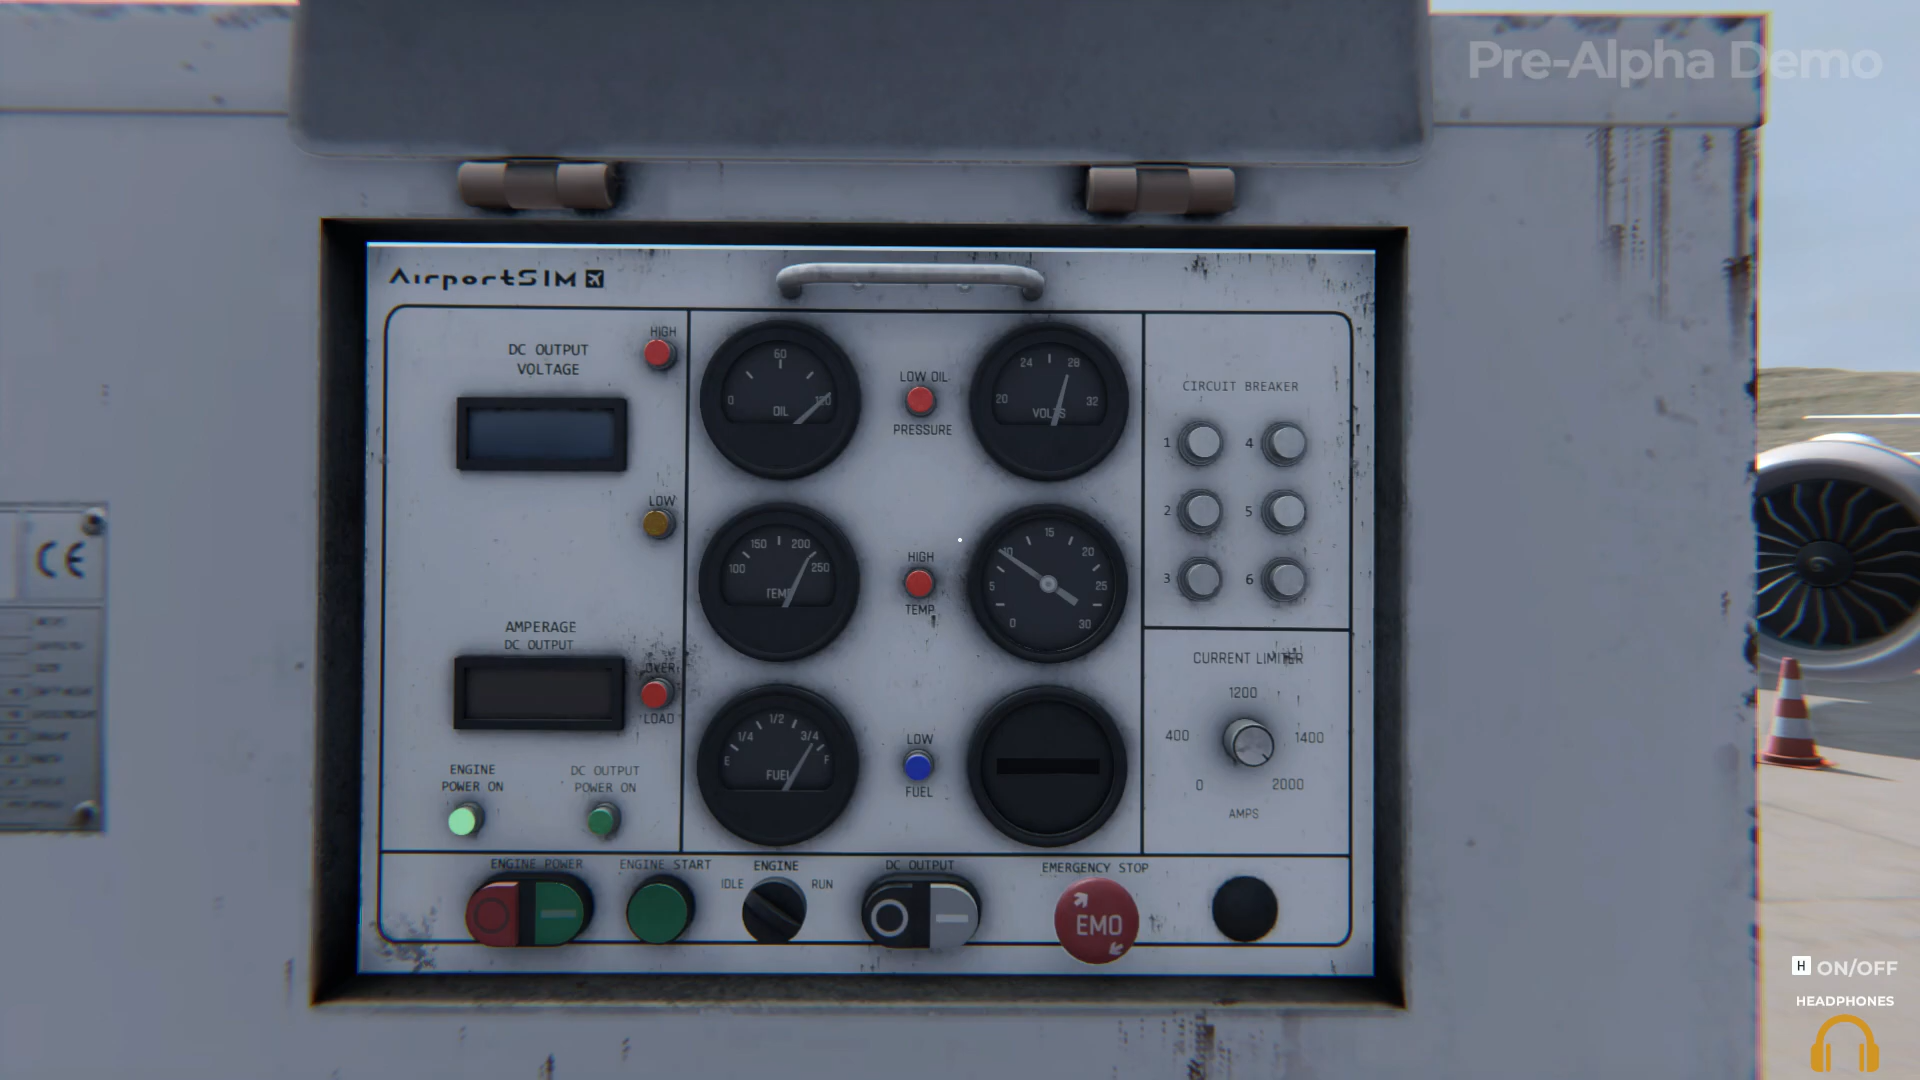 Pre-Alpha Demo
AirportSIM
DC OUTPUT
VOLTAGE
HIGH
LOW
AMPERAGE
DC OUTPUT
OVER
LOAD
ENGINE
POWER ON
DC OUTPUT
POWER ON
60
0
120
OIL
LOW OIL
PRESSURE
24
28
20
32
VOLTS
150
200
100
250
TEMP
HIGH
TEMP
15
10
20
5
25
0
30
1/2
1/4
3/4
E
F
FUEL
LOW
FUEL
CIRCUIT BREAKER
1
4
2
5
3
6
CURRENT LIMITER
1200
400
1400
0
2000
AMPS
ENGINE POWER
ENGINE START
ENGINE
IDLE
RUN
DC OUTPUT
EMERGENCY STOP
EMO
CE
H ON/OFF
HEADPHONES